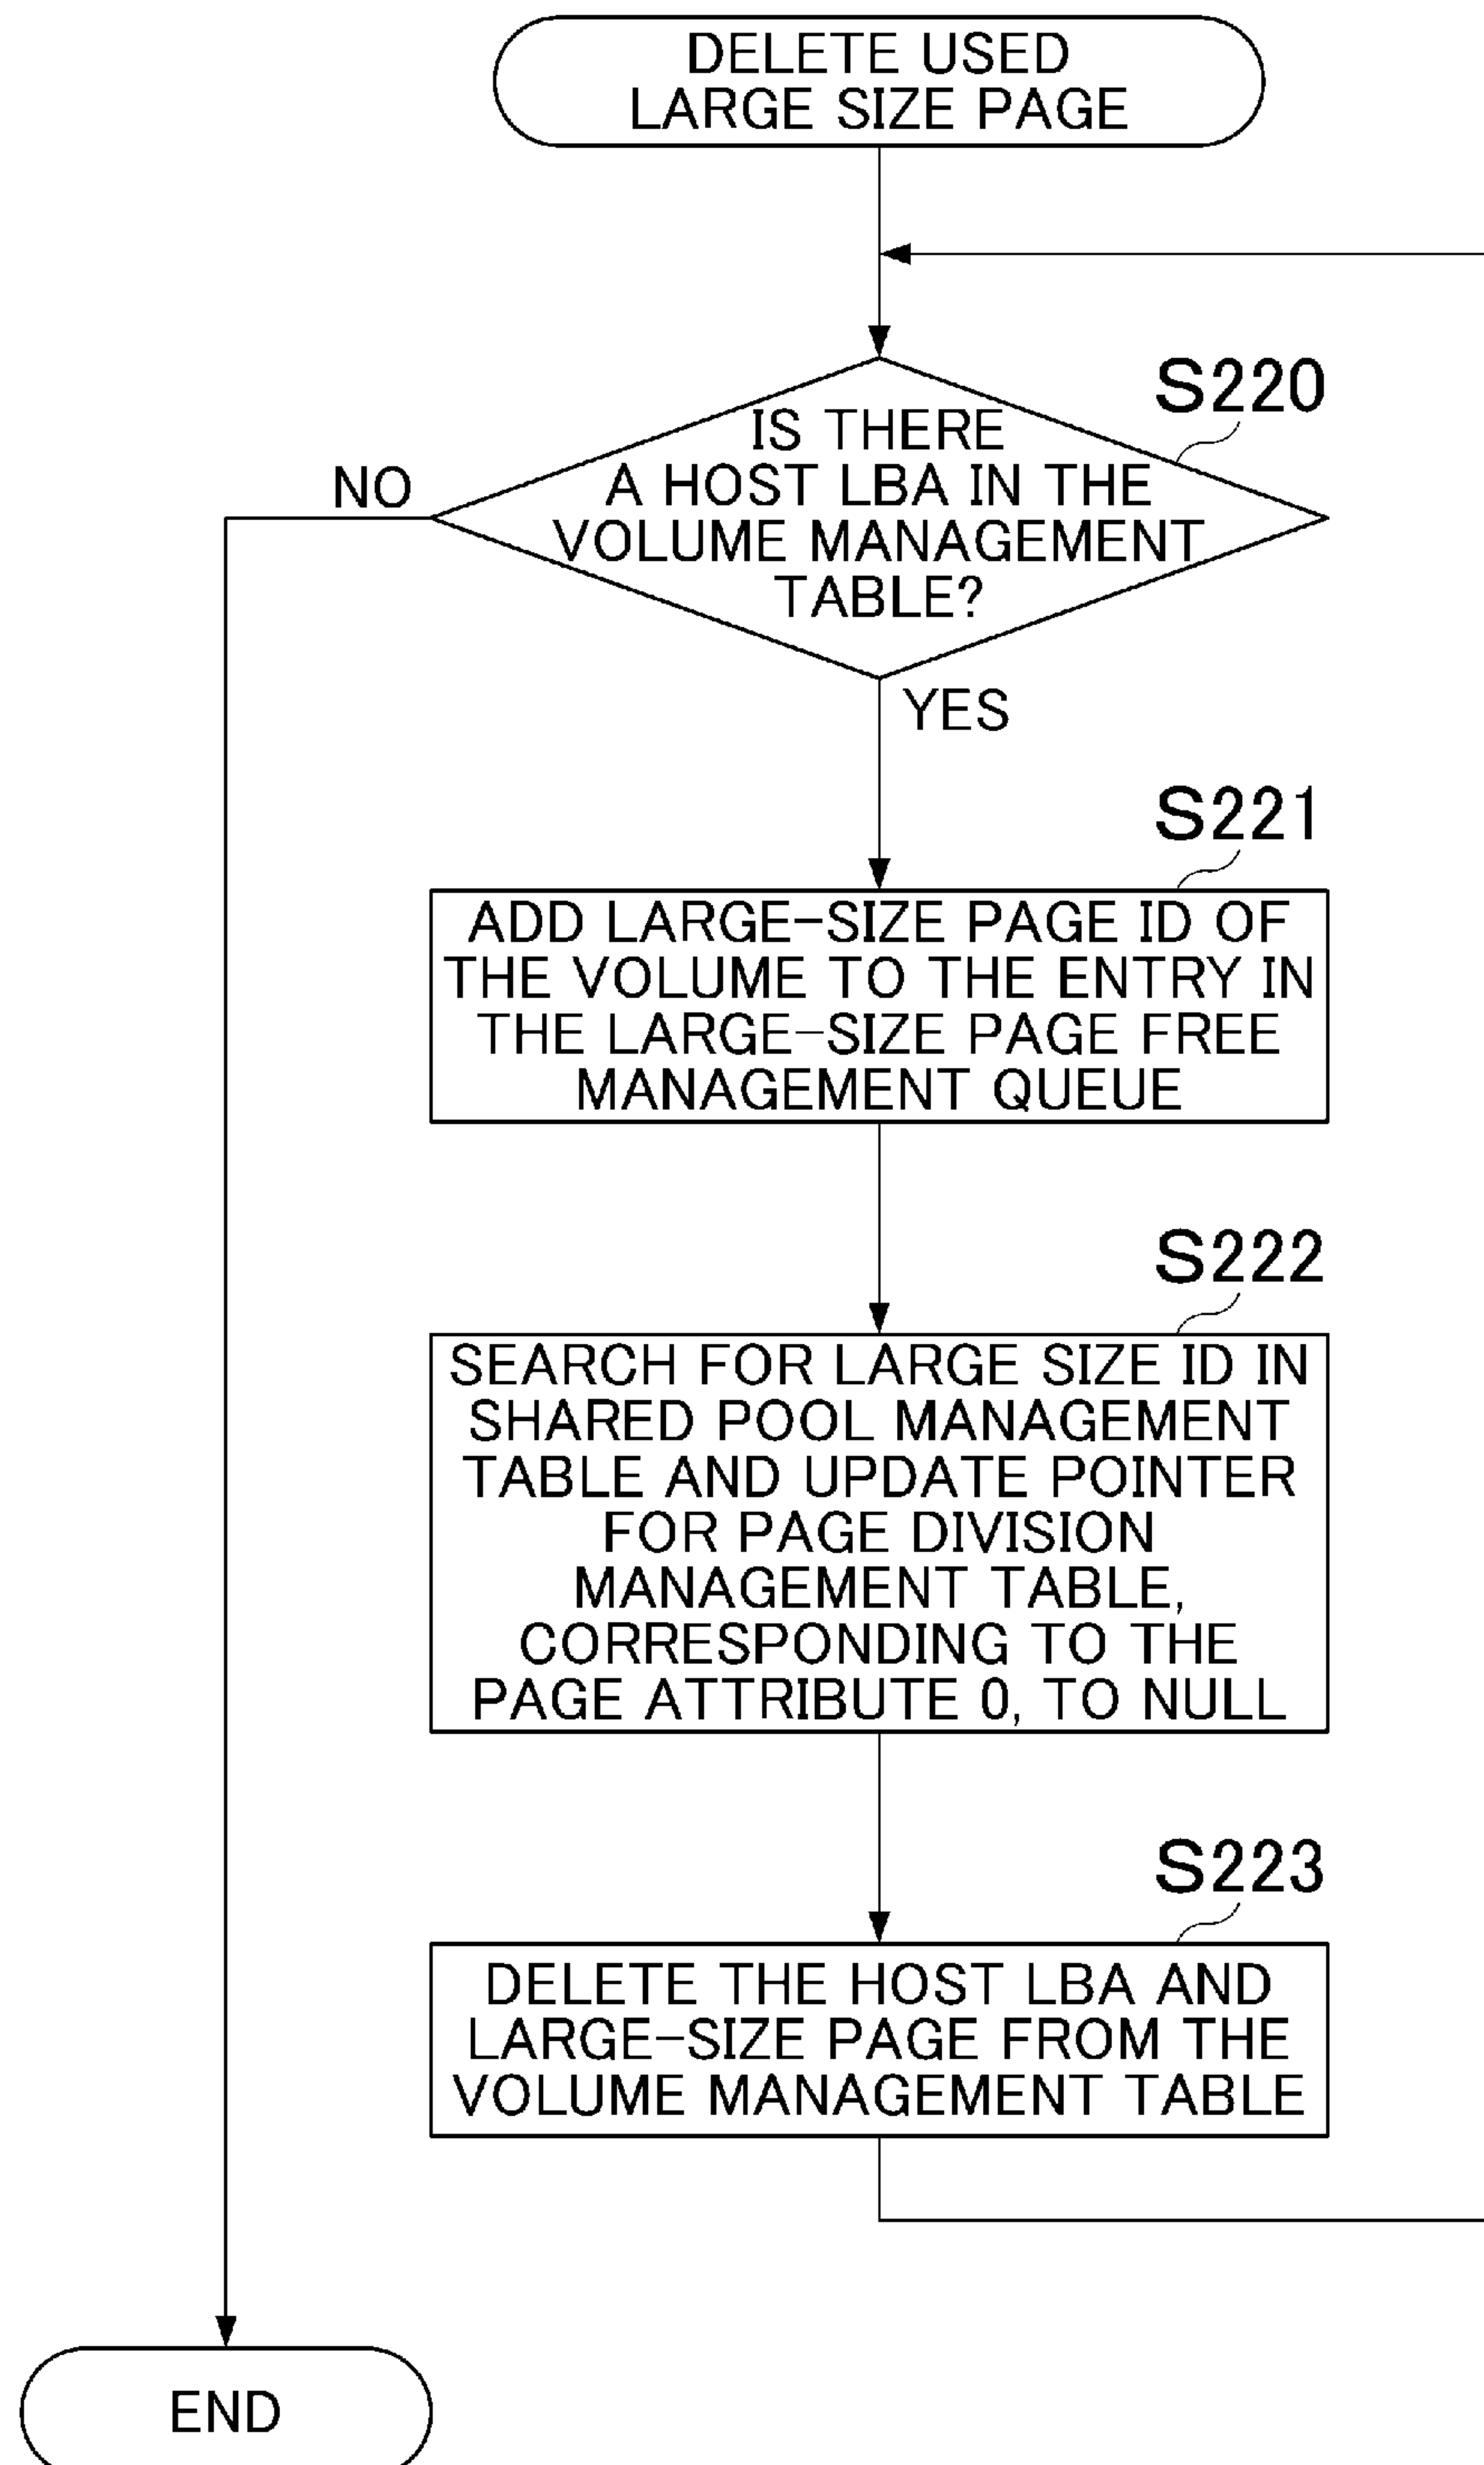 DELETE USED
LARGE SIZE PAGE
S220
IS THERE
A HOST LBA IN THE
VOLUME MANAGEMENT
TABLE?
NO
YES
S221
ADD LARGE-SIZE PAGE ID OF
THE VOLUME TO THE ENTRY IN
THE LARGE-SIZE PAGE FREE
MANAGEMENT QUEUE
S222
SEARCH FOR LARGE SIZE ID IN
SHARED POOL MANAGEMENT
TABLE AND UPDATE POINTER
FOR PAGE DIVISION
MANAGEMENT TABLE,
CORRESPONDING TO THE
PAGE ATTRIBUTE 0, TO NULL
S223
DELETE THE HOST LBA AND
LARGE-SIZE PAGE FROM THE
VOLUME MANAGEMENT TABLE
END